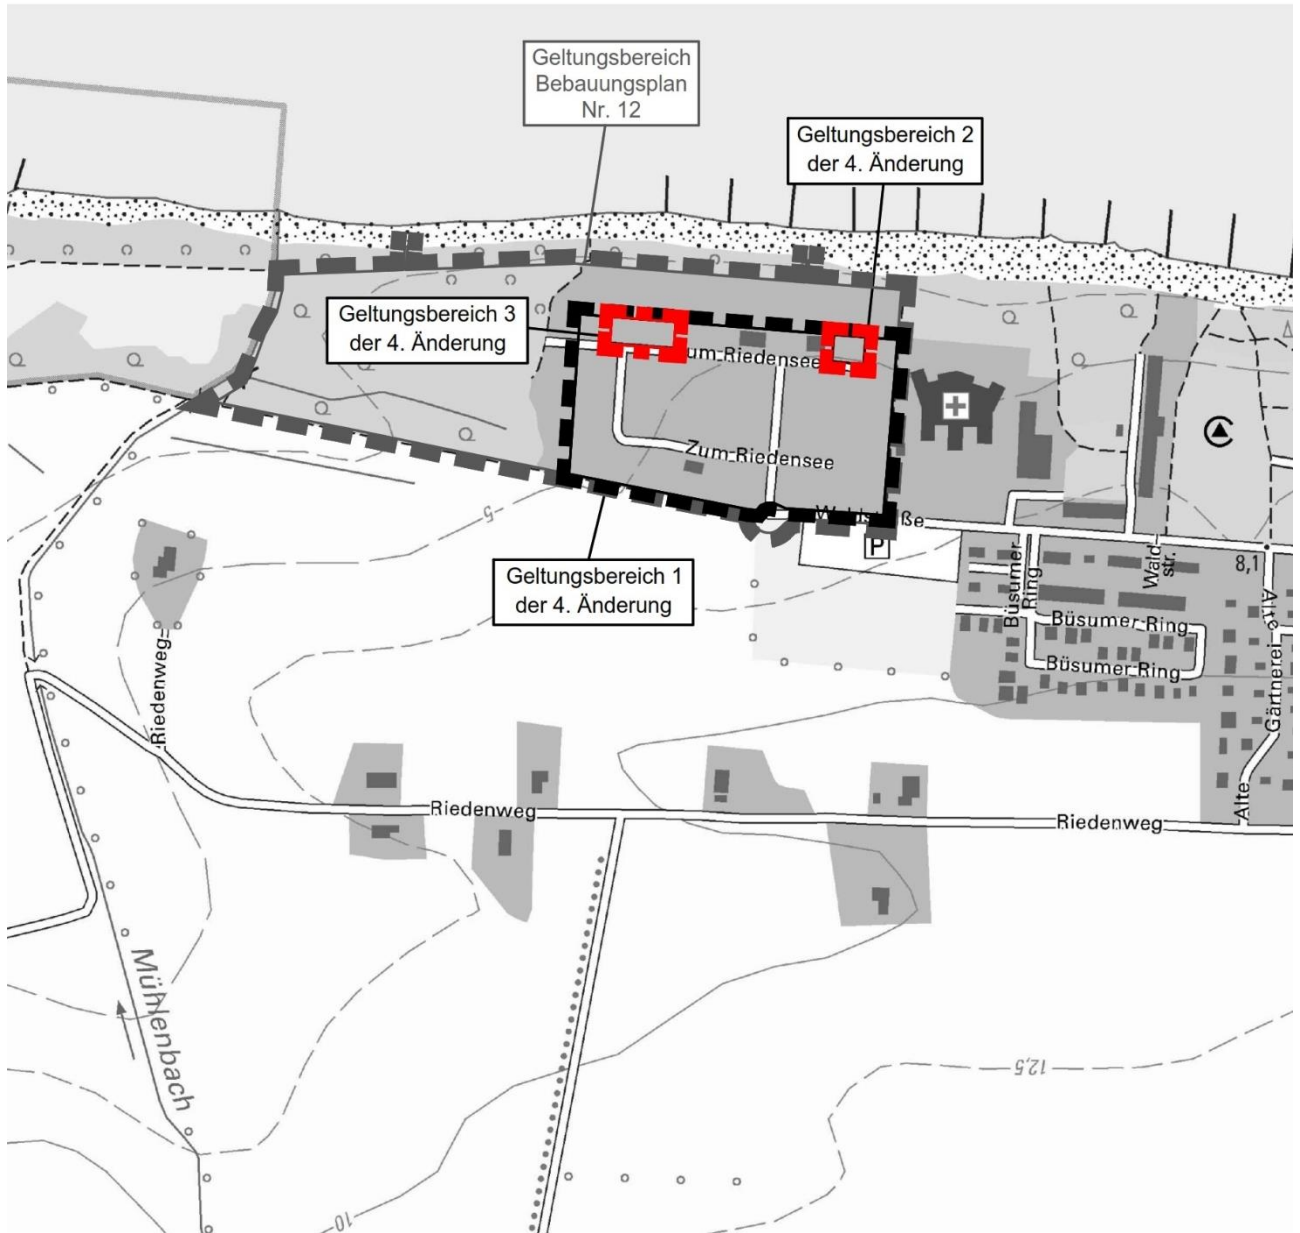 Geltungsbereich
Bebauungsplan
Nr. 12
Geltungsbereich 2
der 4. Änderung
Geltungsbereich 3
der 4. Änderung
Zum Riedensee
Zum Riedensee
Waldstraße
P
5
Geltungsbereich 1
der 4. Änderung
Wald-
str.
8,1
Büsumer
Ring
Büsumer Ring
Büsumer Ring
Alte
Gärtnerei
Alte
Riedenweg
Riedenweg
Riedenweg
Mühlenbach
12,5
10